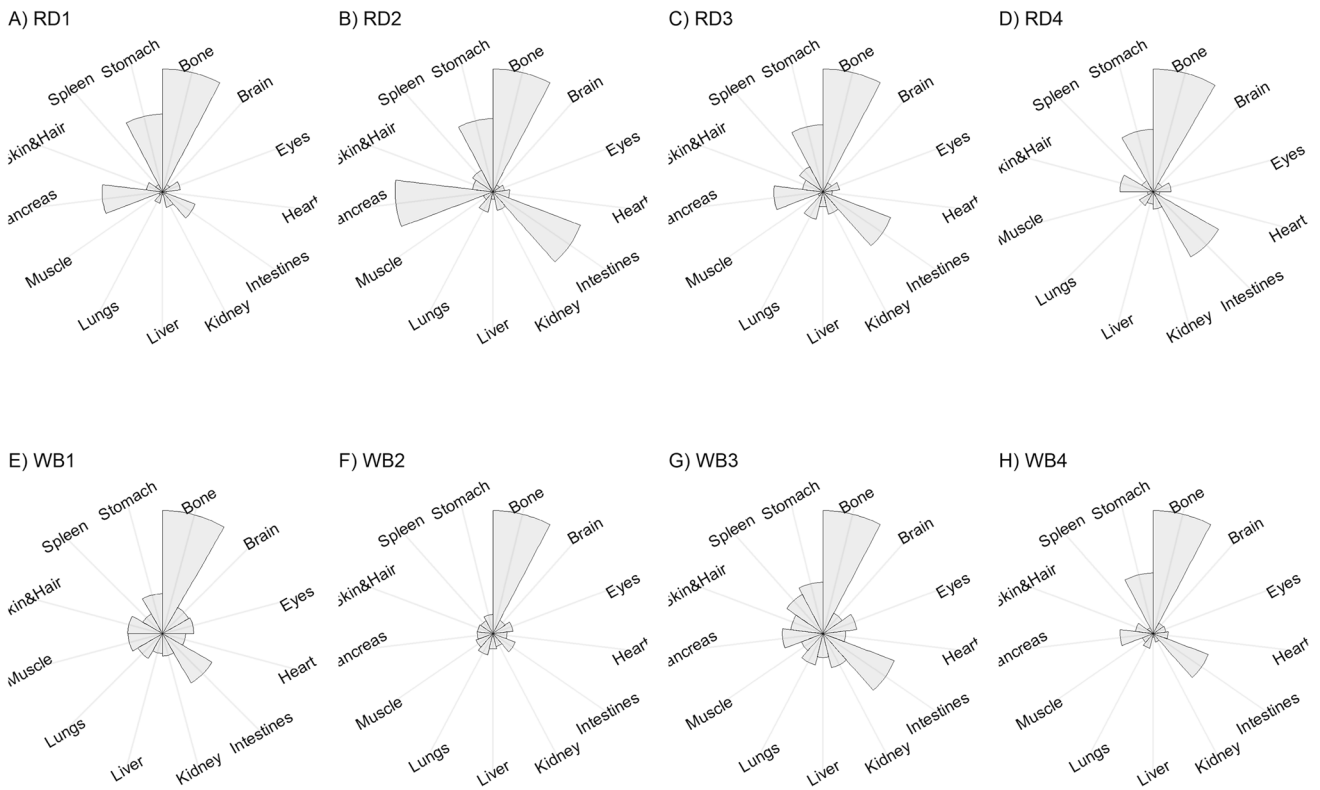 A) RD1
Stomach
Bone
Spleen
Brain
Skin&Hair
Eyes
ancreas
Heart
Muscle
Intestines
Lungs
Kidney
Liver
B) RD2
Stomach
Bone
Spleen
Brain
Skin&Hair
Eyes
ancreas
Heart
Muscle
Intestines
Lungs
Kidney
Liver
C) RD3
Stomach
Bone
Spleen
Brain
Skin&Hair
Eyes
ancreas
Heart
Muscle
Intestines
Lungs
Kidney
Liver
D) RD4
Stomach
Bone
Spleen
Brain
kin&Hair
Eyes
Muscle
Heart
Lungs
Intestines
Liver
Kidney
E) WB1
Stomach
Bone
Spleen
Brain
kin&Hair
Eyes
Muscle
Heart
Lungs
Intestines
Liver
Kidney
F) WB2
Stomach
Bone
Spleen
Brain
Skin&Hair
Eyes
ancreas
Heart
Muscle
Intestines
Lungs
Kidney
Liver
G) WB3
Stomach
Bone
Spleen
Brain
Skin&Hair
Eyes
ancreas
Heart
Muscle
Intestines
Lungs
Kidney
Liver
H) WB4
Stomach
Bone
Spleen
Brain
Skin&Hair
Eyes
ancreas
Heart
Muscle
Intestines
Lungs
Kidney
Liver